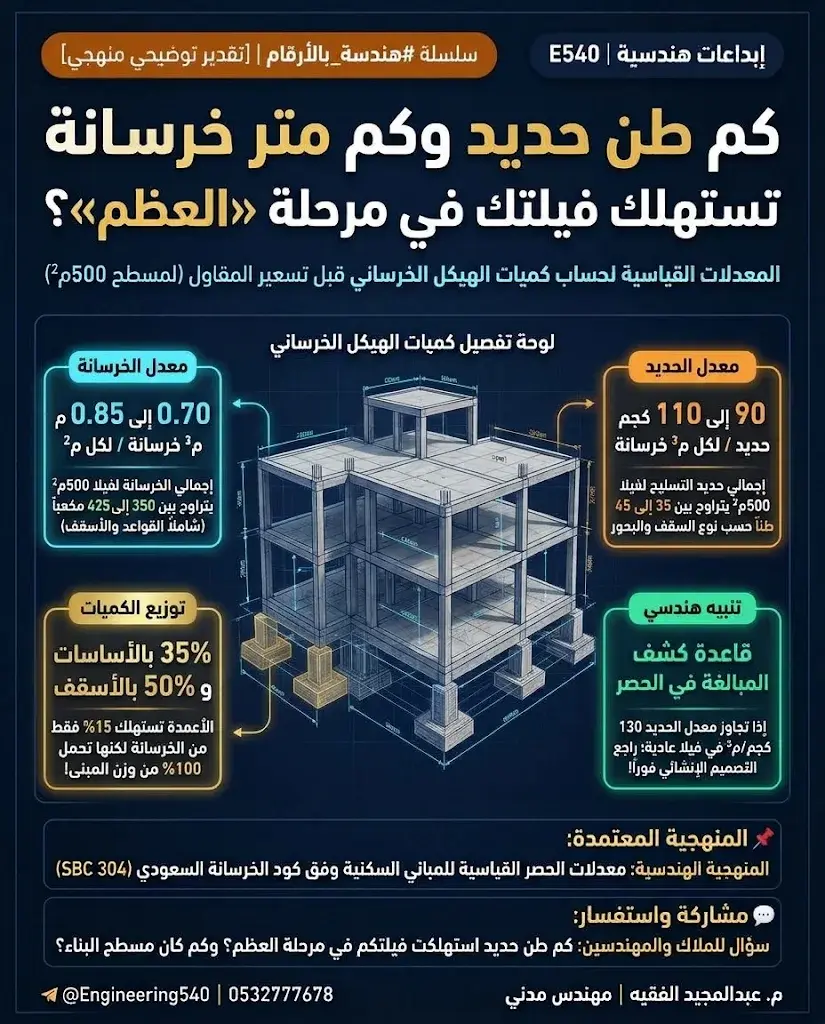 إبداعات هندسية | E540
سلسلة #هندسة_بالأرقام | [تقدير توضيحي منهجي]
كم طن حديد وكم متر خرسانة
تستهلك فيلتك في مرحلة «العظم»؟
المعدلات القياسية لحساب كميات الهيكل الخرساني قبل تسعير المقاول (لمسطح 500م²)
لوحة تفصيل كميات الهيكل الخرساني
معدل الحديد
90 إلى 110 كجم
حديد / لكل م³ خرسانة
إجمالي حديد التسليح لفيلا
500م² يتراوح بين 35 إلى 45
طناً حسب نوع السقف والبحور
معدل الخرسانة
0.70 إلى 0.85 م
م³ خرسانة / لكل م²
إجمالي الخرسانة لفيلا 500م²
يتراوح بين 350 إلى 425 مكعباً
(شاملاً القواعد والأسقف)
تنبيه هندسي
قاعدة كشف
المبالغة في الحصر
إذا تجاوز معدل الحديد 130
كجم/م³ في فيلا عادية؛ راجع
التصميم الإنشائي فوراً!
توزيع الكميات
35% بالأساسات
و 50% بالأسقف
الأعمدة تستهلك 15% فقط
من الخرسانة لكنها تحمل
100% من وزن المبنى!
📌 المنهجية المعتمدة:
المنهجية الهندسية: معدلات الحصر القياسية للمباني السكنية وفق كود الخرسانة السعودي (SBC 304)
💬 مشاركة واستفسار:
سؤال للملاك والمهندسين: كم طن حديد استهلكت فيلتكم في مرحلة العظم؟ وكم كان مسطح البناء؟
م. عبدالمجيد الفقيه | مهندس مدني
@Engineering540 | 0532777678